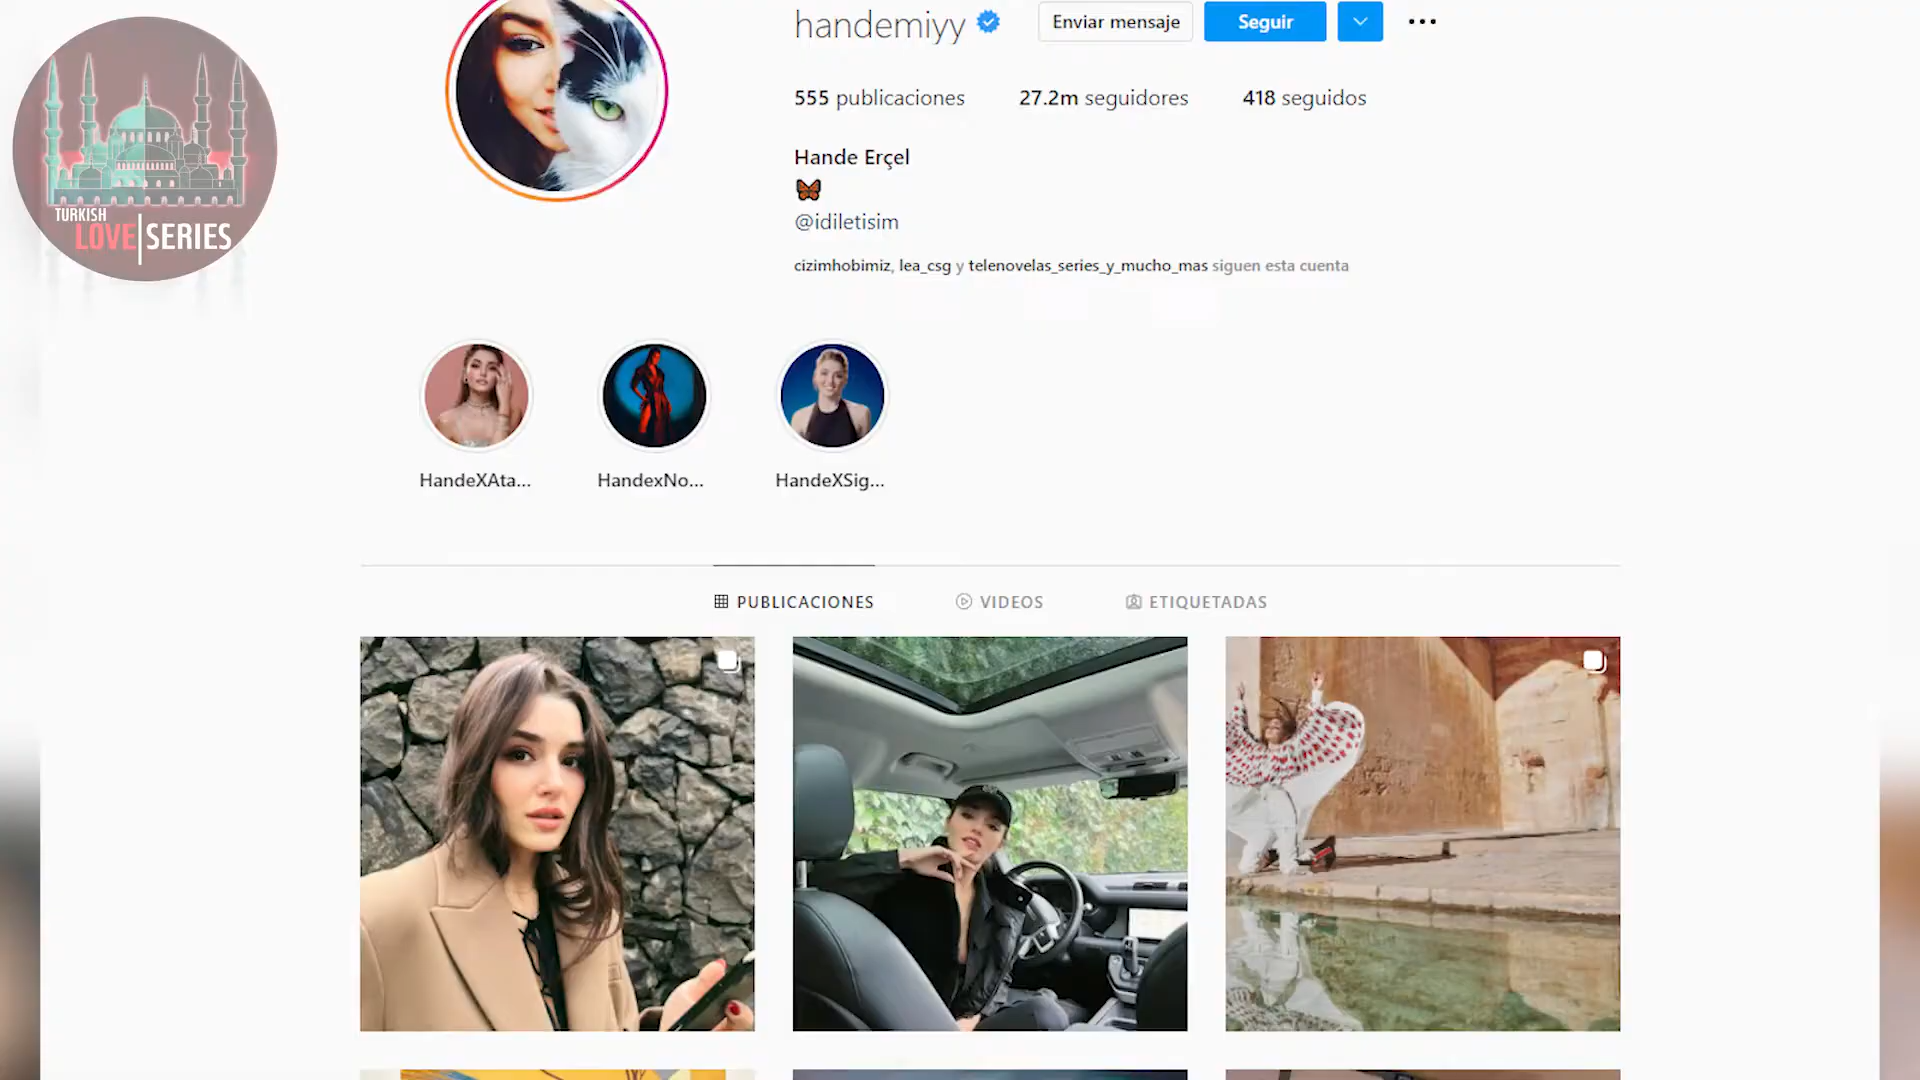 handemiyy
Enviar mensaje
Seguir
555 publicaciones
27.2m seguidores
418 seguidos
Hande Erçel
@idiletisim
cizimhobimiz, lea_csg y telenovelas_series_y_mucho_mas siguen esta cuenta
TURKISH
LOVE|SERIES
HandeXAta...
HandexNo...
HandeXSig...
PUBLICACIONES
VIDEOS
ETIQUETADAS